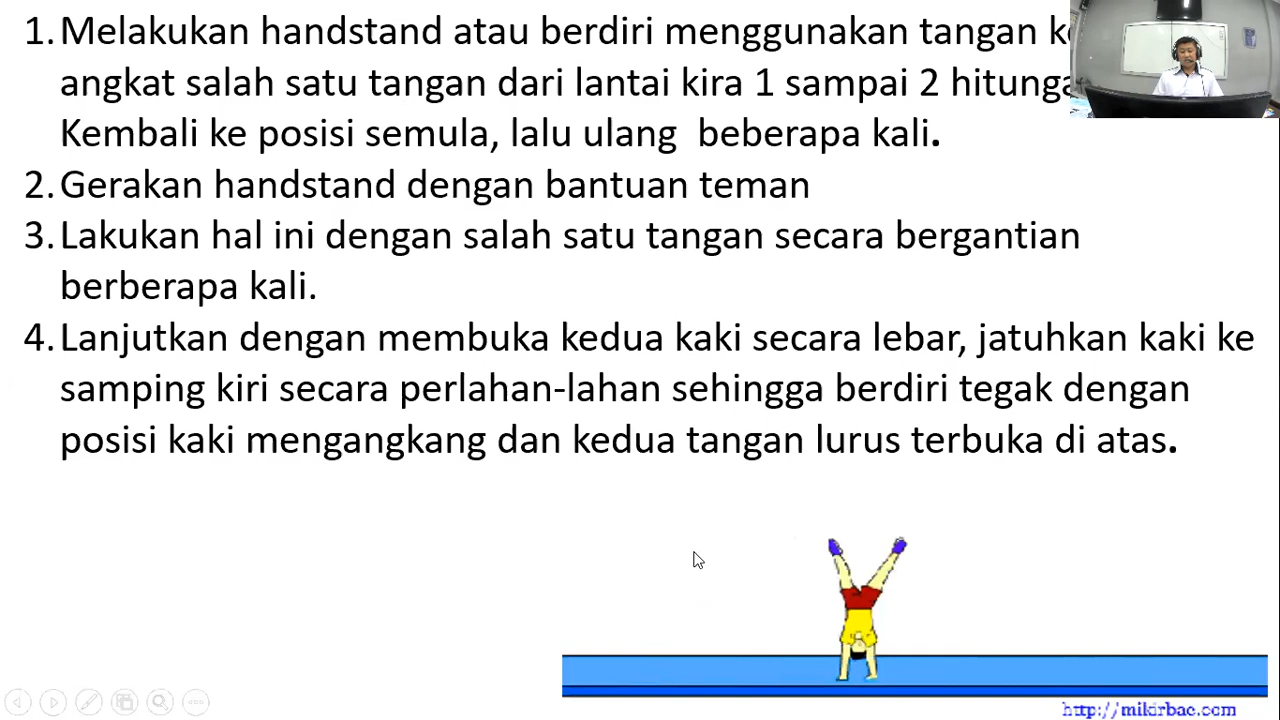 1. Melakukan handstand atau berdiri menggunakan tangan
angkat salah satu tangan dari lantai kira 1 sampai 2
Kembali ke posisi semula, lalu ulang beberapa kali.
2. Gerakan handstand dengan bantuan teman
3. Lakukan hal ini dengan salah satu tangan secara bergantian
berberapa kali.
4. Lanjutkan dengan membuka kedua kaki secara lebar, jatuhkan kaki ke
samping kiri secara perlahan-lahan sehingga berdiri tegak dengan
posisi kaki mengangkang dan kedua tangan lurus terbuka di atas.
http://mikirbae.com